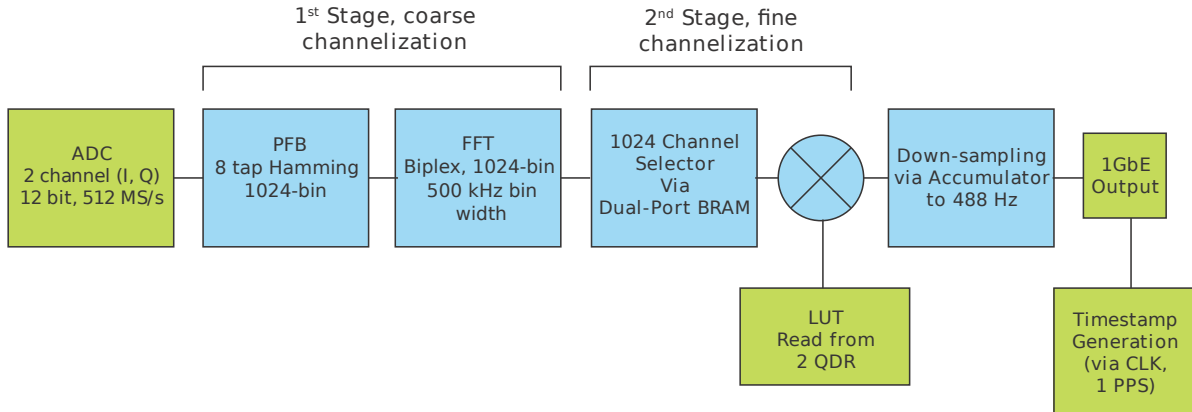 1st Stage, coarse
channelization
2nd Stage, fine
channelization
ADC
2 channel (I, Q)
12 bit, 512 MS/s
PFB
8 tap Hamming
1024-bin
FFT
Biplex, 1024-bin
500 kHz bin
width
1024 Channel
Selector
Via
Dual-Port BRAM
Down-sampling
via Accumulator
to 488 Hz
1GbE
Output
LUT
Read from
2 QDR
Timestamp
Generation
(via CLK,
1 PPS)